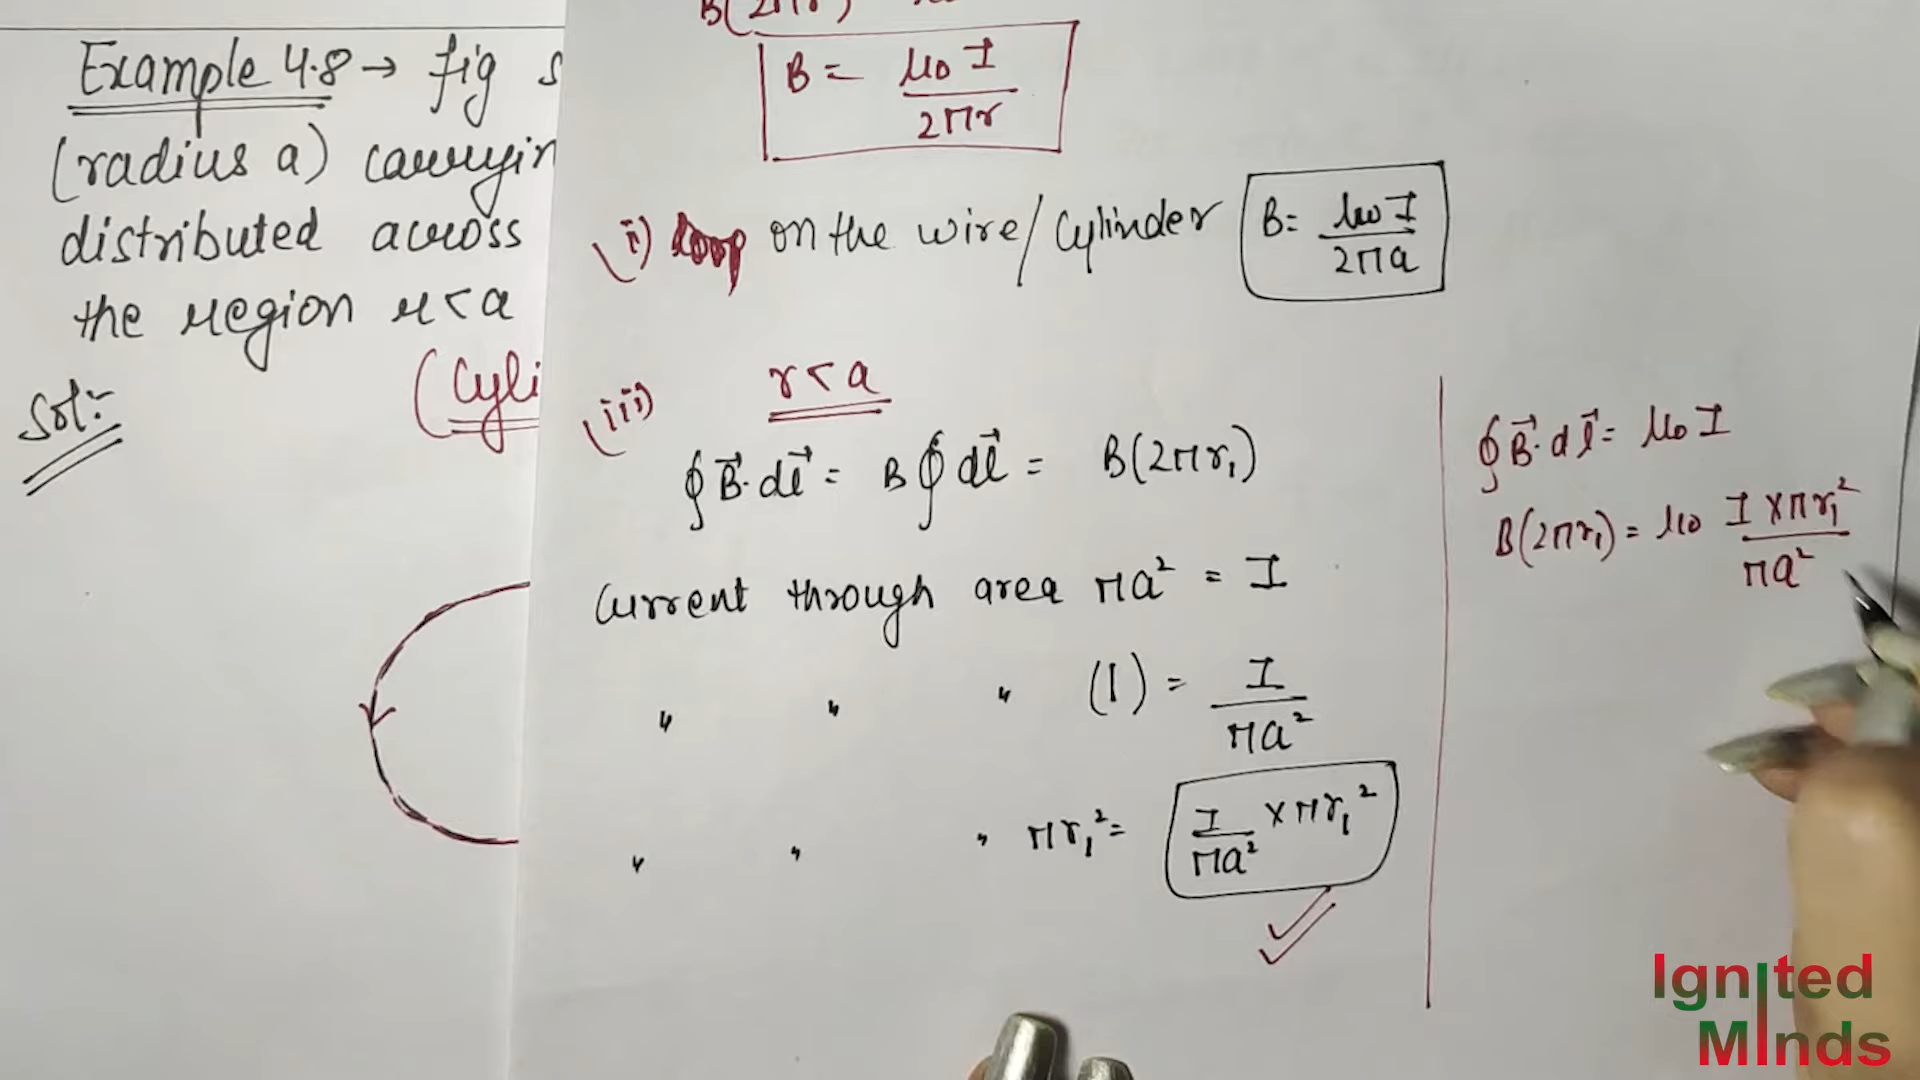 Example 4.8 → fig s
(radius a) carryin
distributed across
the region r < a
(Cyli
Sol:-
B(2πr)
B = μ0 I / 2πr
(ii) loop on the wire/cylinder B = μ0 I / 2πa
(iii) r < a
∮B⃗.dl⃗ = B∮dl⃗ = B(2πr₁)
Current through area πa² = I
" " " (1) = I / πa²
" " " πr₁² = I / πa² × πr₁²
∮B⃗.dl⃗ = μ0 I
B(2πr₁) = μ0 I × πr₁² / πa²
Ignited
Minds